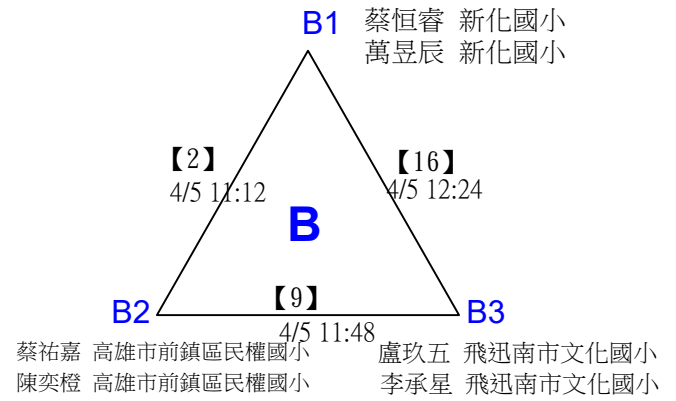 B1 蔡恒睿 新化國小
萬昱辰 新化國小
【2】
4/5 11:12
【16】
4/5 12:24
B
B2
【9】
4/5 11:48
B3
蔡祐嘉 高雄市前鎮區民權國小
陳奕橙 高雄市前鎮區民權國小
盧玖五 飛迅南市文化國小
李承星 飛迅南市文化國小